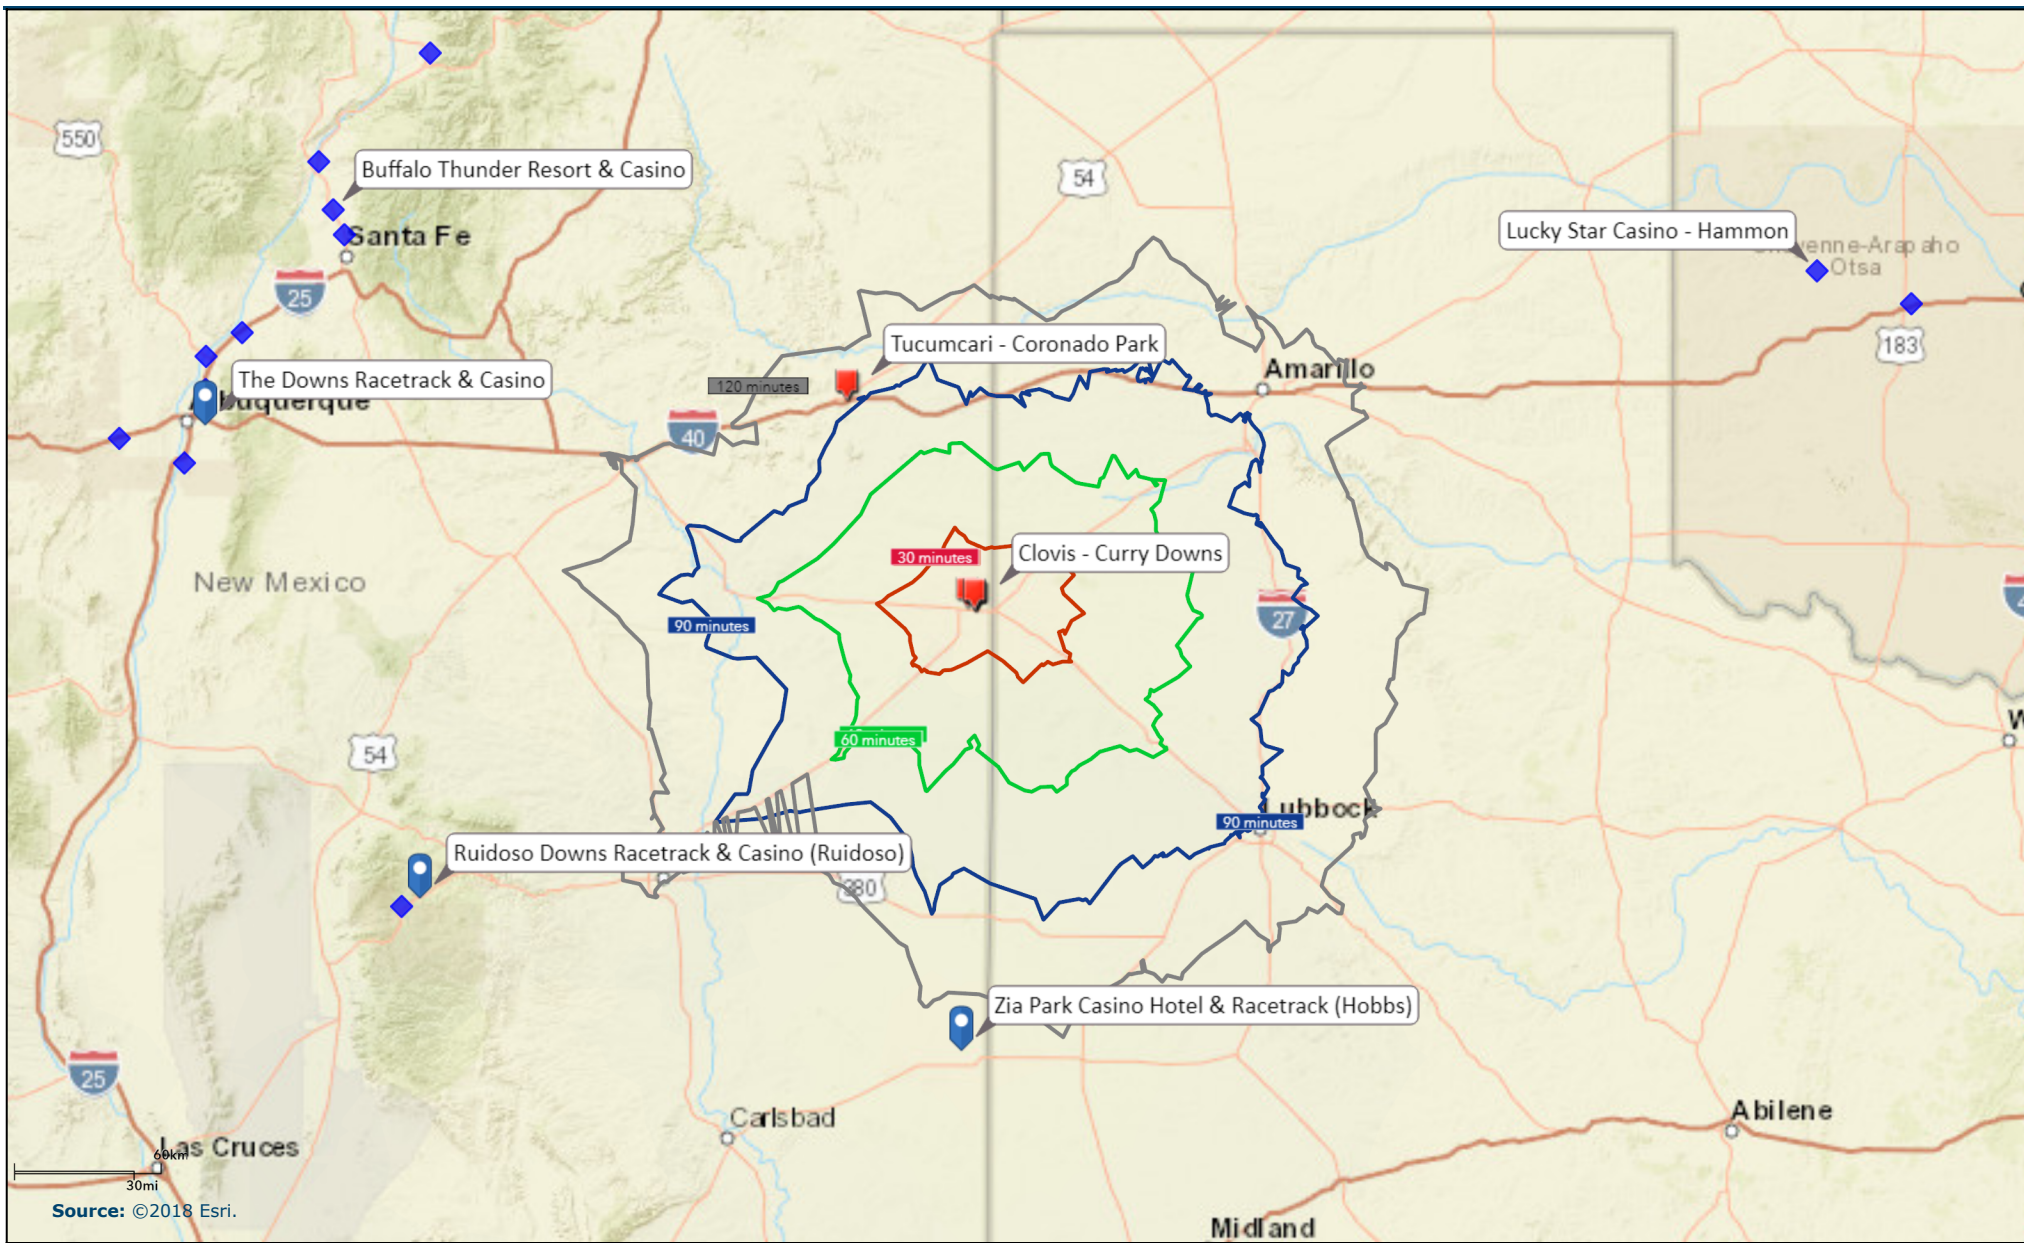 550
Buffalo Thunder Resort & Casino
54
Santa Fe
Lucky Star Casino - Hammon
Otsa
25
Tucumcari - Coronado Park
183
Amarillo
The Downs Racetrack & Casino
120 minutes
Albuquerque
40
30 minutes
Clovis - Curry Downs
New Mexico
27
90 minutes
60 minutes
54
Lubbock
90 minutes
Ruidoso Downs Racetrack & Casino (Ruidoso)
380
Zia Park Casino Hotel & Racetrack (Hobbs)
25
Carlsbad
Abilene
Las Cruces
60km
30mi
Source: ©2018 Esri.
Midland